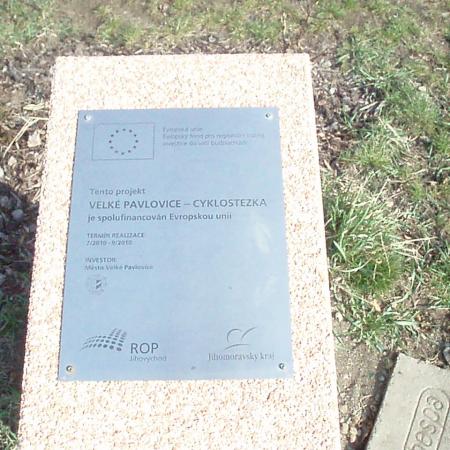 Evropská unie
Evropský fond pro regionální rozvoj
investice do vaší budoucnosti
Tento projekt
VELKÉ PAVLOVICE – CYKLOSTEZKA
je spolufinancován Evropskou unií
TERMÍN REALIZACE:
7/2010 - 9/2010
INVESTOR:
Město Velké Pavlovice
ROP
Jihovýchod
Jihomoravský kraj